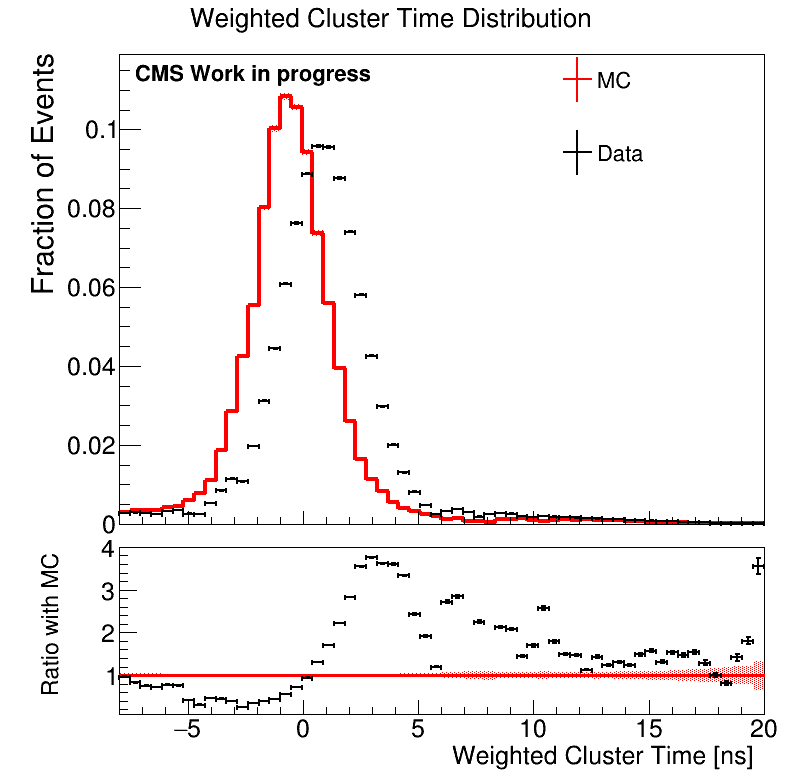 Weighted Cluster Time Distribution
CMS Work in progress
MC
Data
Fraction of Events
0.1
0.08
0.06
0.04
0.02
0
Ratio with MC
4
3
2
1
−5 0 5 10 15 20
Weighted Cluster Time [ns]